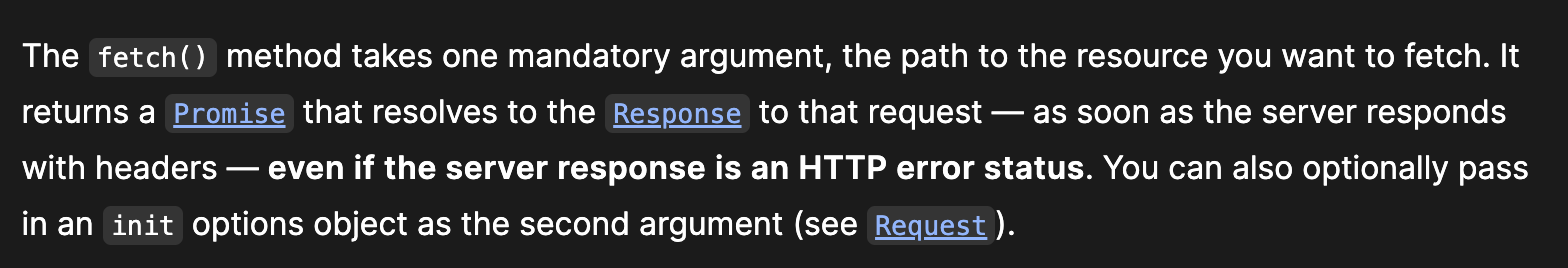 The fetch() method takes one mandatory argument, the path to the resource you want to fetch. It
returns a Promise that resolves to the Response to that request — as soon as the server responds
with headers — even if the server response is an HTTP error status. You can also optionally pass
in an init options object as the second argument (see Request).